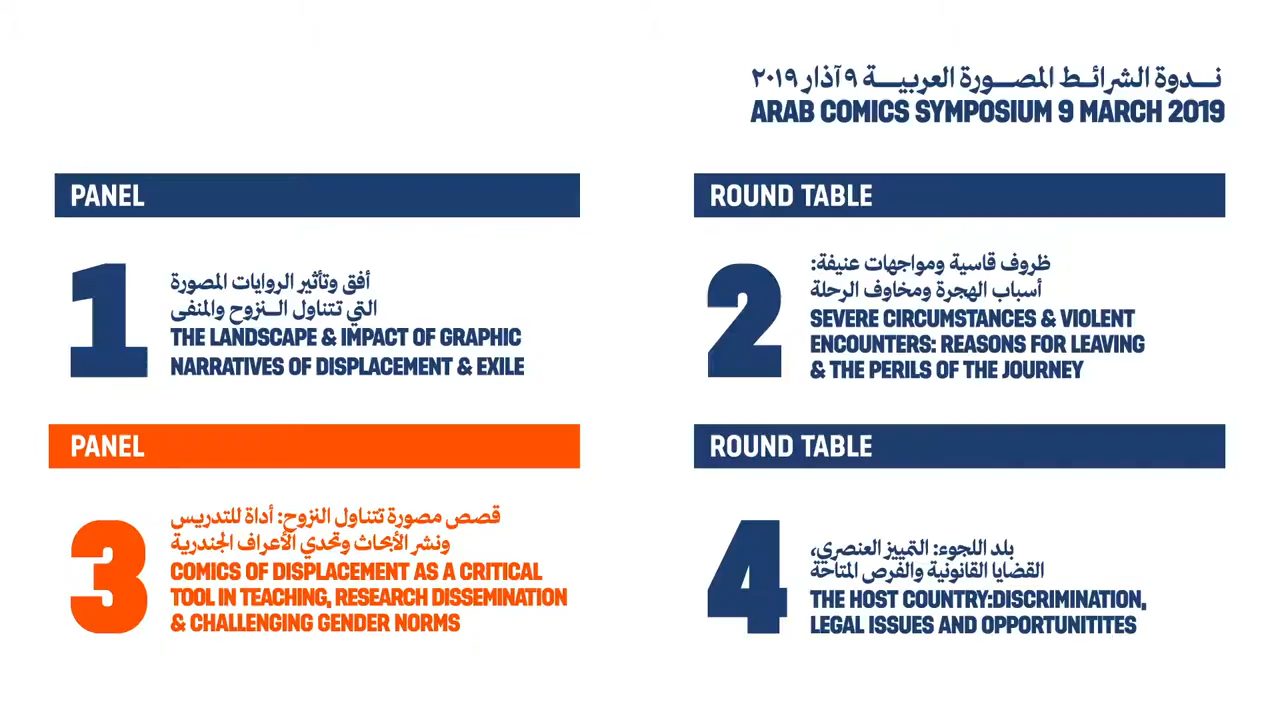 نـدوة الشرائـط المصـورة العربيـة ٩ آذار ٢٠١٩
ARAB COMICS SYMPOSIUM 9 MARCH 2019
PANEL
1
أفق وتأثير الروايات المصورة
التي تتناول الـنزوح والمنفى
THE LANDSCAPE & IMPACT OF GRAPHIC
NARRATIVES OF DISPLACEMENT & EXILE
ROUND TABLE
2
ظروف قاسية ومواجهات عنيفة:
أسباب الهجرة ومخاوف الرحلة
SEVERE CIRCUMSTANCES & VIOLENT
ENCOUNTERS: REASONS FOR LEAVING
& THE PERILS OF THE JOURNEY
PANEL
3
قصص مصورة تتناول النزوح: أداة للتدريس
ونشر الأبحاث وتحدي الأعراف الجندرية
COMICS OF DISPLACEMENT AS A CRITICAL
TOOL IN TEACHING, RESEARCH DISSEMINATION
& CHALLENGING GENDER NORMS
ROUND TABLE
4
بلد اللجوء: التمييز العنصري،
القضايا القانونية والفرص المتاحة
THE HOST COUNTRY:DISCRIMINATION,
LEGAL ISSUES AND OPPORTUNITITES